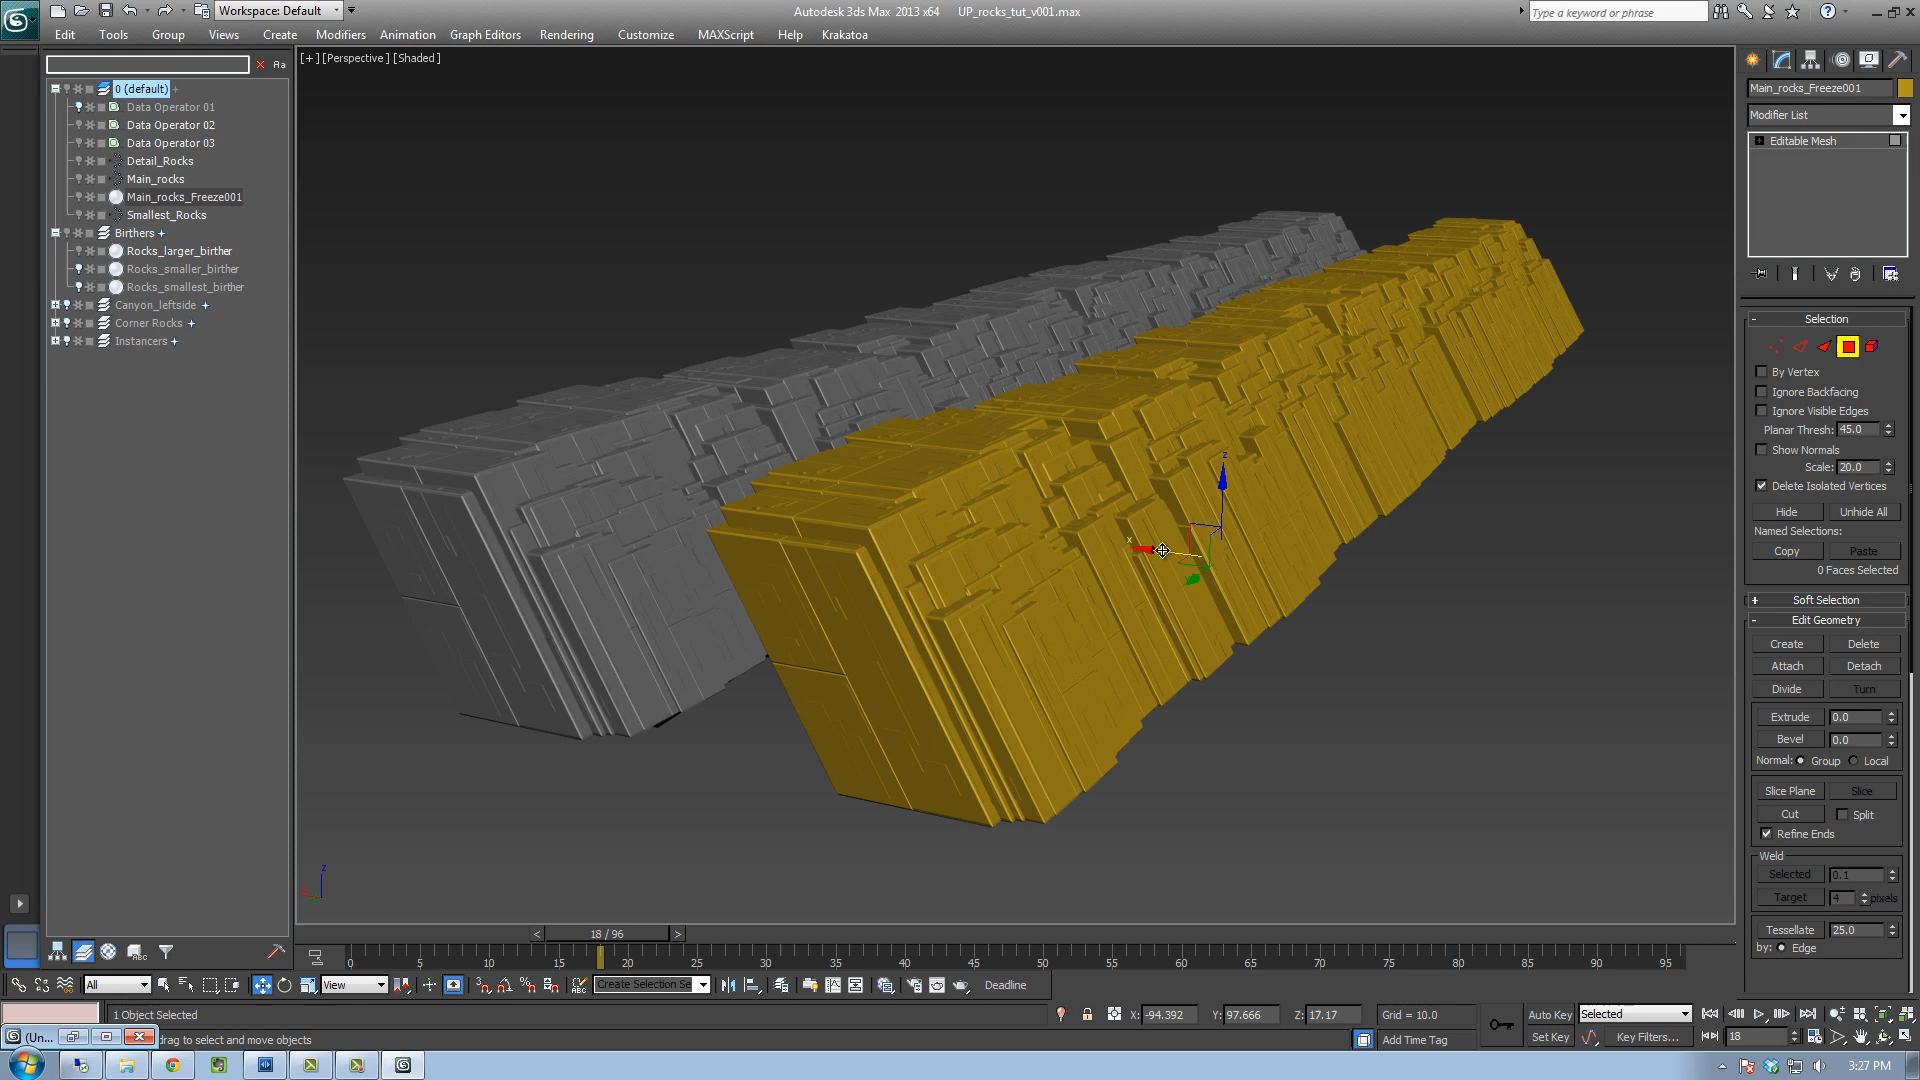 Workspace: Default
Autodesk 3ds Max 2013 x64 UP_rocks_tut_v001.max
Type a keyword or phrase
Edit Tools Group Views Create Modifiers Animation Graph Editors Rendering Customize MAXScript Help Krakatoa
Aa
0 (default)
Data Operator 01
Data Operator 02
Data Operator 03
Detail_Rocks
Main_rocks
Main_rocks_Freeze001
Smallest_Rocks
Birthers
Rocks_larger_birther
Rocks_smaller_birther
Rocks_smallest_birther
Canyon_leftside
Corner Rocks
Instancers
[+] [Perspective ] [Shaded ]
x
y
z
z
Main_rocks_Freeze001
Modifier List
Editable Mesh
Selection
By Vertex
Ignore Backfacing
Ignore Visible Edges
Planar Thresh: 45.0
Show Normals
Scale: 20.0
Delete Isolated Vertices
Hide Unhide All
Named Selections:
Copy Paste
0 Faces Selected
Soft Selection
Edit Geometry
Create Delete
Attach Detach
Divide Turn
Extrude 0.0
Bevel 0.0
Normal: Group Local
Slice Plane Slice
Cut Split
Refine Ends
Weld
Selected 0.1
Target 4 pixels
Tessellate 25.0
by: Edge
< 18 / 96 >
0 5 10 15 20 25 30 35 40 45 50 55 60 65 70 75 80 85 90 95
All View Create Selection Se Deadline
1 Object Selected X: -94.392 Y: 97.666 Z: 17.17 Grid = 10.0 Auto Key Selected
(Un... drag to select and move objects Add Time Tag Set Key Key Filters... 18
3:27 PM